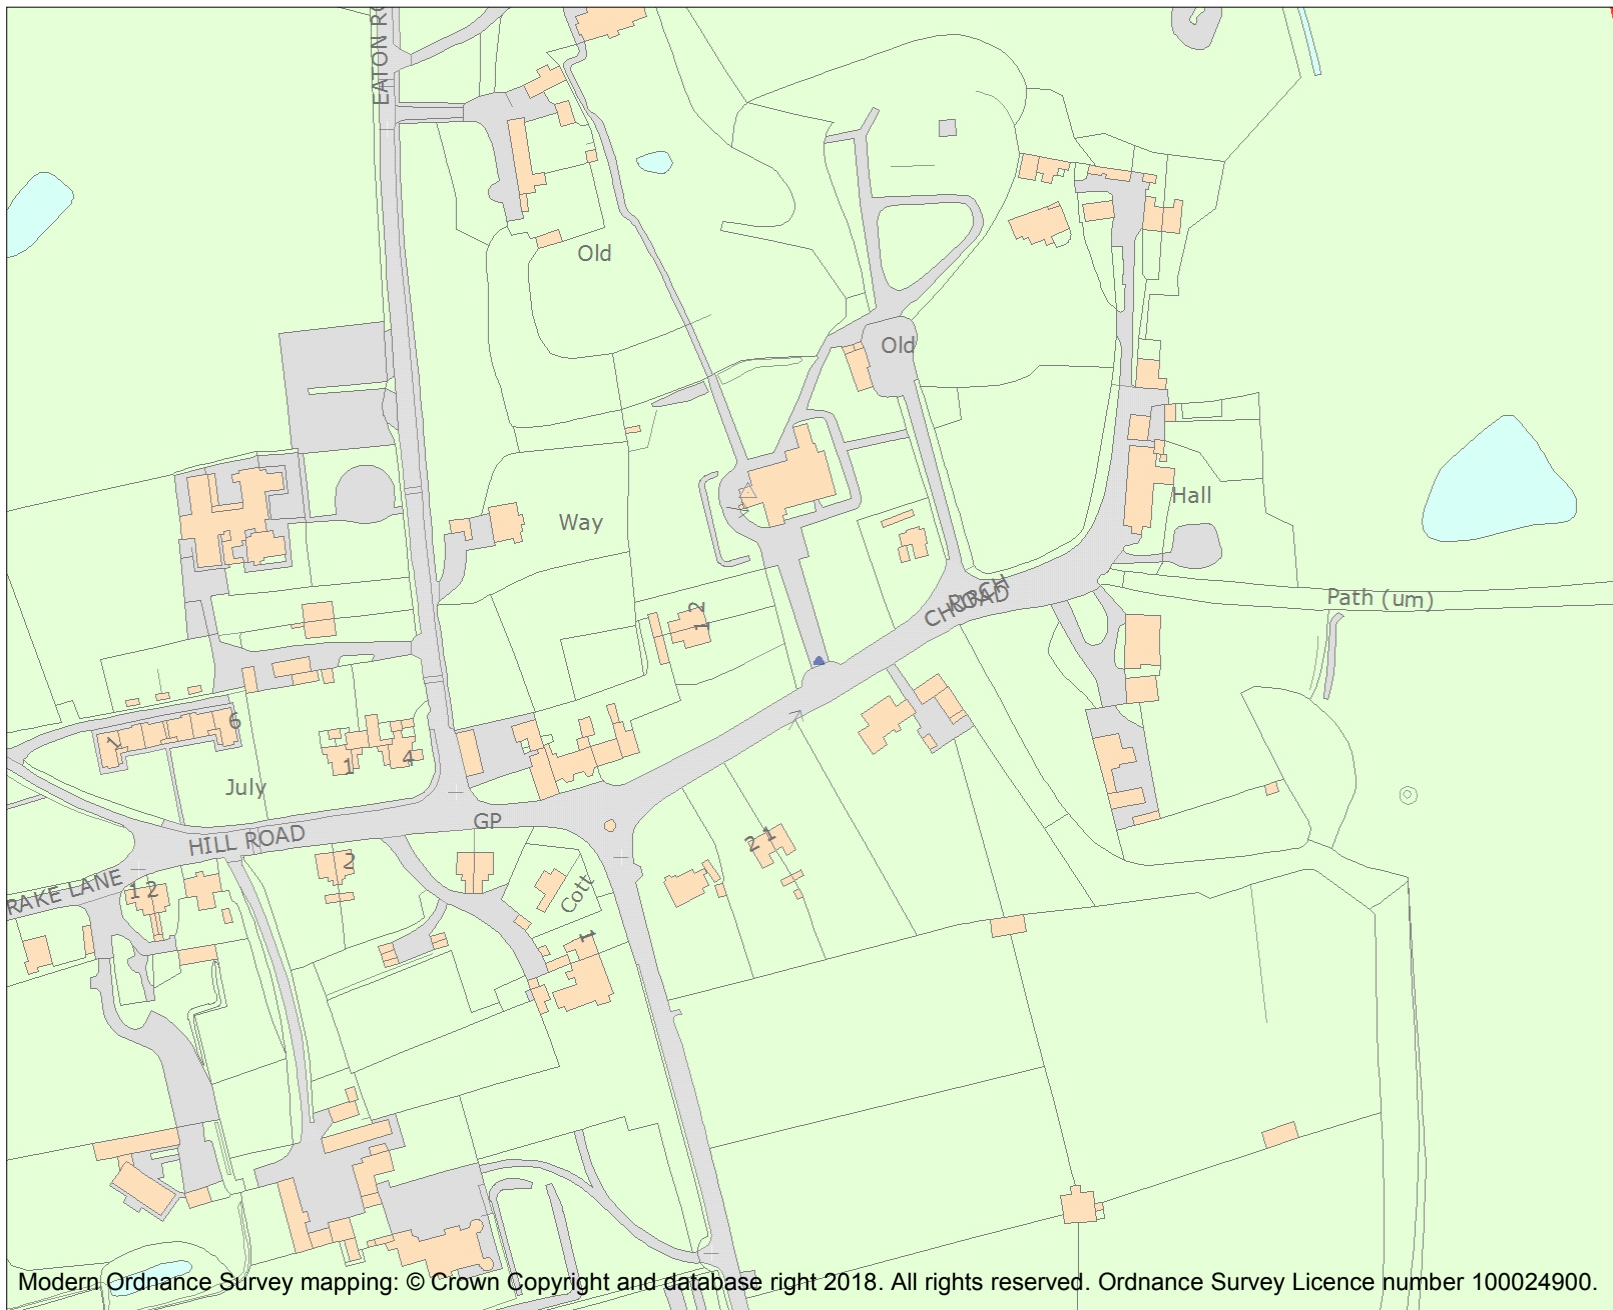 EATON RO
Old
Old
Way
Hall
Path (um)
CHURCH ROAD
1 2
6
1
1
4
July
GP
HILL ROAD
2
2 1
RAKE LANE
1 2
Cott
1
Modern Ordnance Survey mapping: © Crown Copyright and database right 2018. All rights reserved. Ordnance Survey Licence number 100024900.